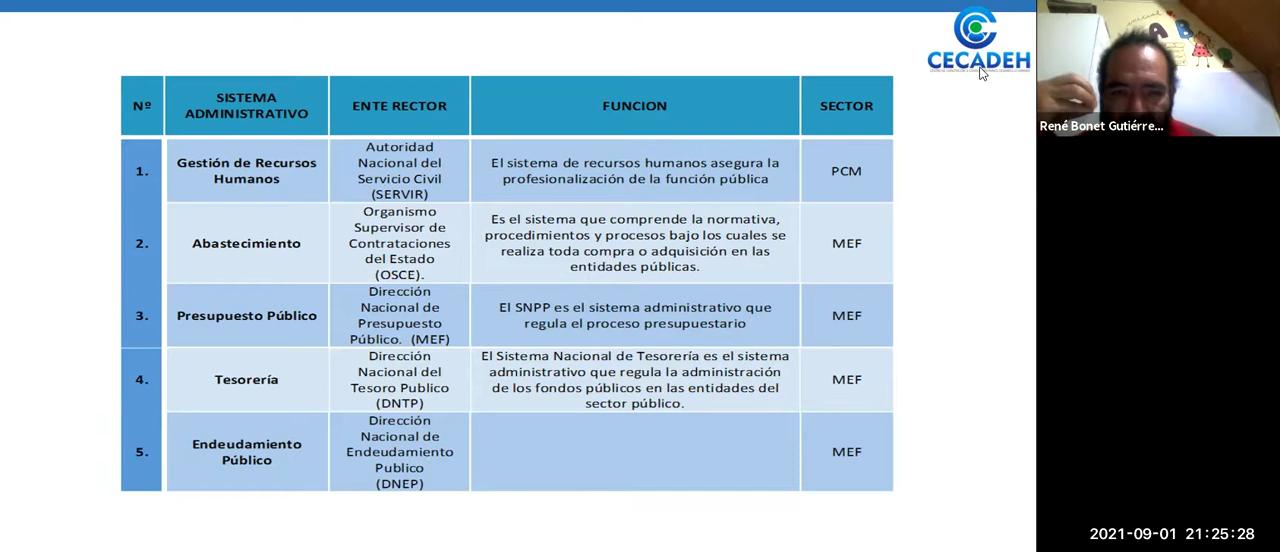 CECADEH
Nº
SISTEMA
ADMINISTRATIVO
ENTE RECTOR
FUNCION
SECTOR
1.
Gestión de Recursos
Humanos
Autoridad
Nacional del
Servicio Civil
(SERVIR)
El sistema de recursos humanos asegura la
profesionalización de la función pública
PCM
2.
Abastecimiento
Organismo
Supervisor de
Contrataciones
del Estado
(OSCE).
Es el sistema que comprende la normativa,
procedimientos y procesos bajo los cuales se
realiza toda compra o adquisición en las
entidades públicas.
MEF
3.
Presupuesto Público
Dirección
Nacional de
Presupuesto
Público. (MEF)
El SNPP es el sistema administrativo que
regula el proceso presupuestario
MEF
4.
Tesorería
Dirección
Nacional del
Tesoro Publico
(DNTP)
El Sistema Nacional de Tesorería es el sistema
administrativo que regula la administración
de los fondos públicos en las entidades del
sector público.
MEF
5.
Endeudamiento
Público
Dirección
Nacional de
Endeudamiento
Publico
(DNEP)
MEF
A B
René Bonet Gutiérre...
2021-09-01 21:25:28